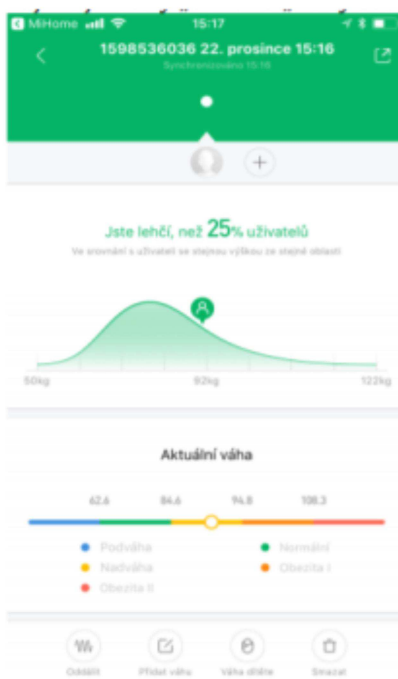 MiHome 15:17
1598536036 22. prosince 15:16
Synchronizováno 15:16
Jste lehčí, než 25% uživatelů
Ve srovnání s uživateli se stejnou výškou ze stejné oblasti
50kg 92kg 122kg
Aktuální váha
62.6 84.6 94.8 108.3
Podváha Normální
Nadváha Obezita I
Obezita II
Oddálit Přidat váhu Váha dítěte Smazat